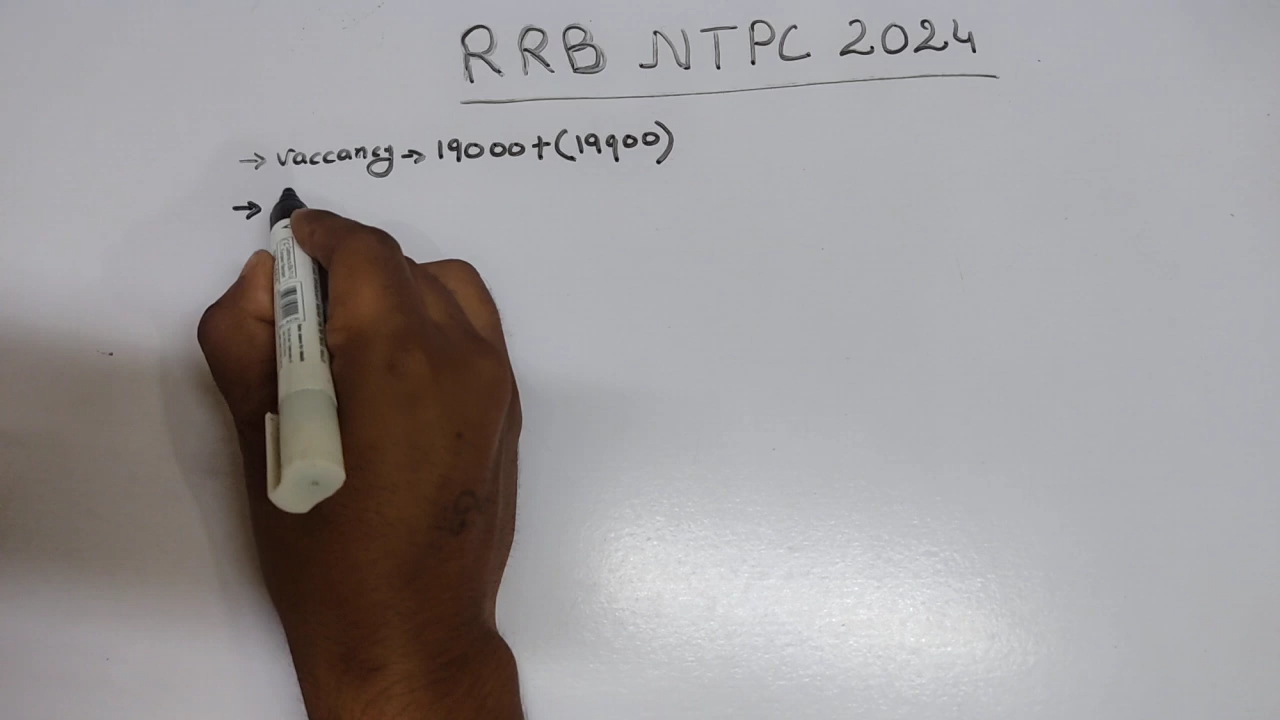 RRB NTPC 2024
→ vaccancy → 19000+(19900)
→